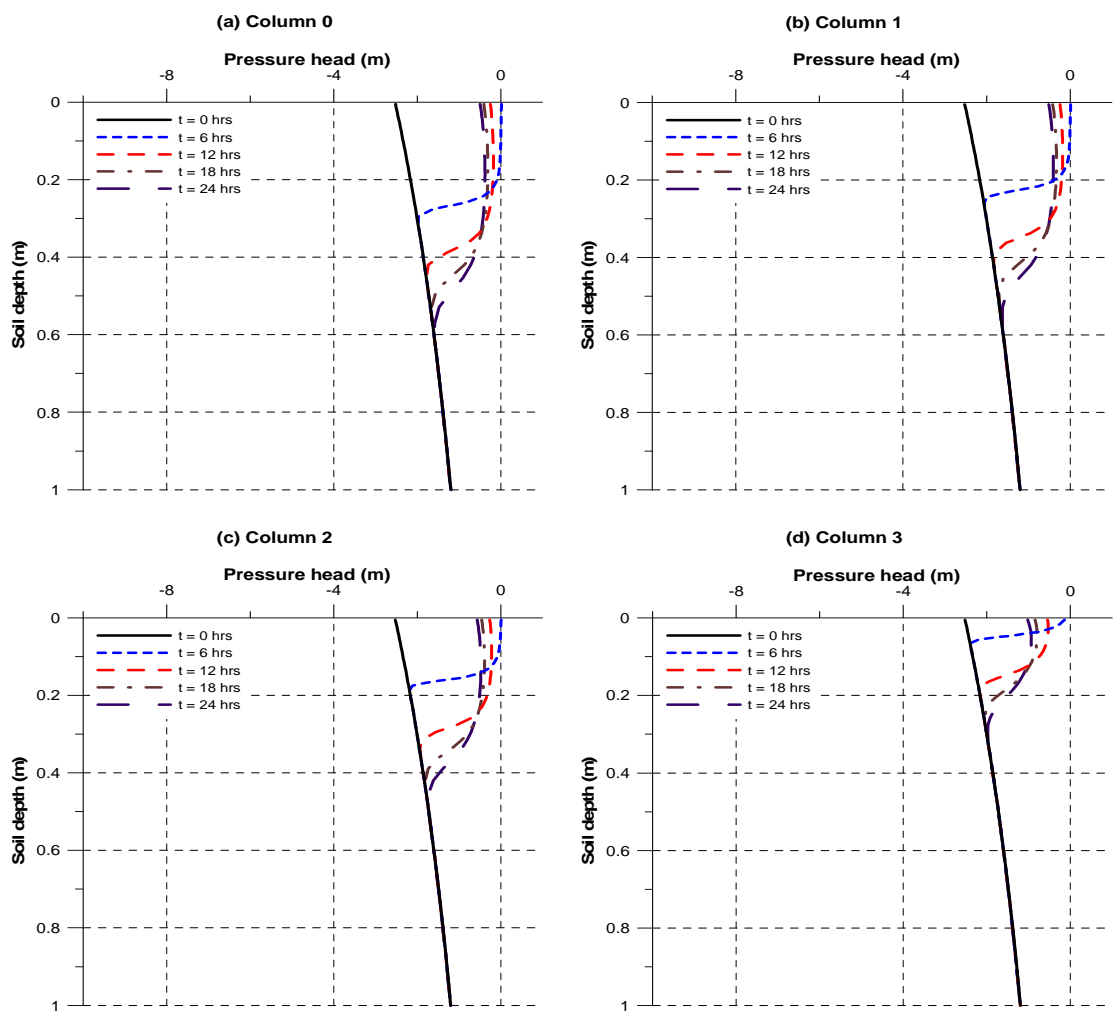 (a) Column 0
Pressure head (m)
-8 -4 0
0
0.2
0.4
0.6
0.8
1
Soil depth (m)
t = 0 hrs
t = 6 hrs
t = 12 hrs
t = 18 hrs
t = 24 hrs
(b) Column 1
Pressure head (m)
-8 -4 0
0
0.2
0.4
0.6
0.8
1
Soil depth (m)
t = 0 hrs
t = 6 hrs
t = 12 hrs
t = 18 hrs
t = 24 hrs
(c) Column 2
Pressure head (m)
-8 -4 0
0
0.2
0.4
0.6
0.8
1
Soil depth (m)
t = 0 hrs
t = 6 hrs
t = 12 hrs
t = 18 hrs
t = 24 hrs
(d) Column 3
Pressure head (m)
-8 -4 0
0
0.2
0.4
0.6
0.8
1
Soil depth (m)
t = 0 hrs
t = 6 hrs
t = 12 hrs
t = 18 hrs
t = 24 hrs